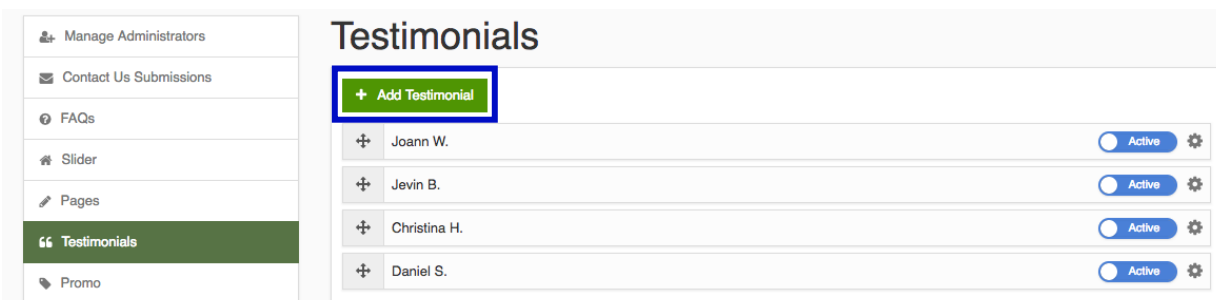 Manage Administrators
Contact Us Submissions
FAQs
Slider
Pages
Testimonials
Promo
Testimonials
+ Add Testimonial
Joann W. Active
Jevin B. Active
Christina H. Active
Daniel S. Active